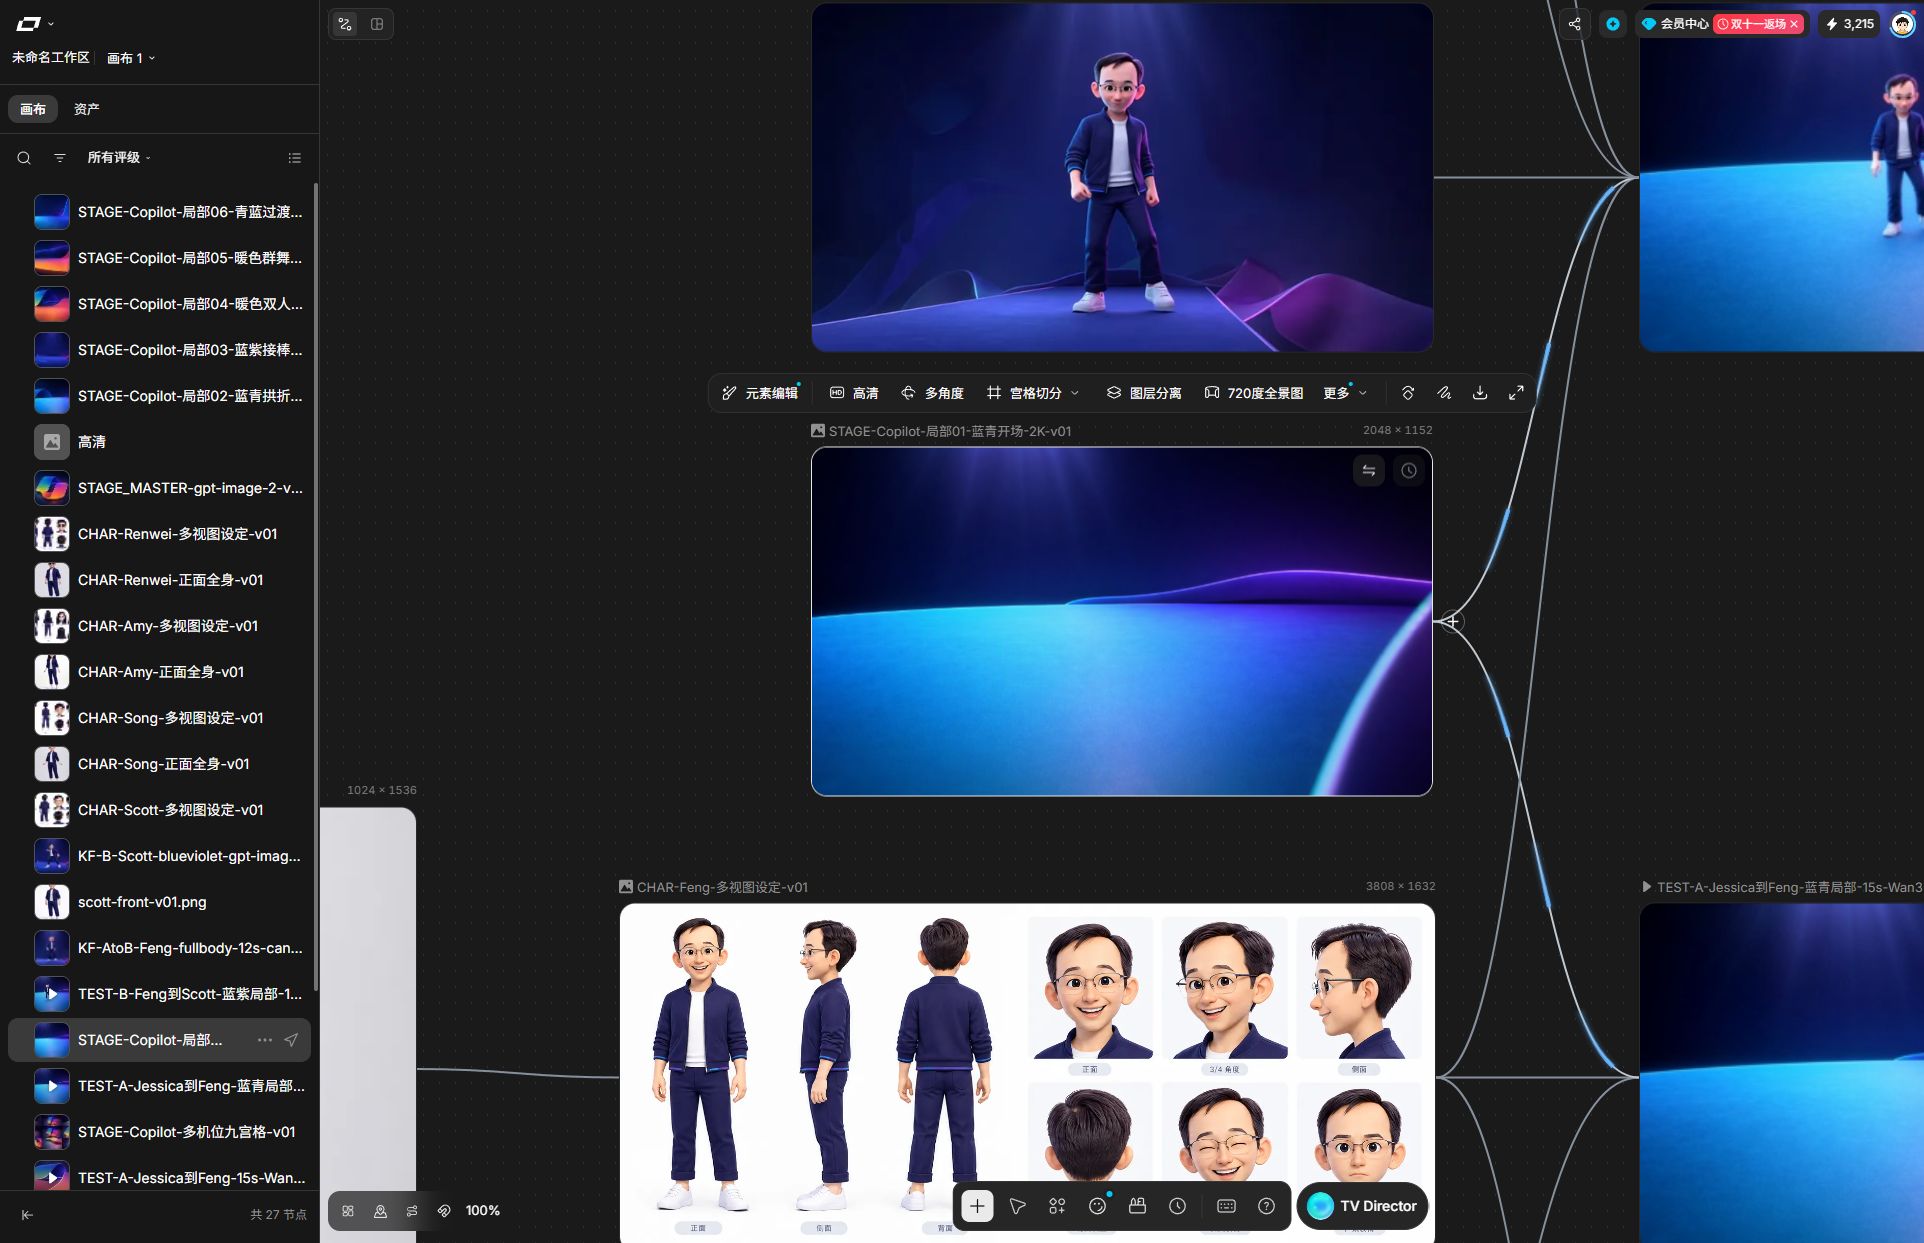 未命名工作区
画布 1
画布
资产
所有评级
STAGE-Copilot-局部06-青蓝过渡...
STAGE-Copilot-局部05-暖色群舞...
STAGE-Copilot-局部04-暖色双人...
STAGE-Copilot-局部03-蓝紫接棒...
STAGE-Copilot-局部02-蓝青拱折...
高清
STAGE_MASTER-gpt-image-2-v...
CHAR-Renwei-多视图设定-v01
CHAR-Renwei-正面全身-v01
CHAR-Amy-多视图设定-v01
CHAR-Amy-正面全身-v01
CHAR-Song-多视图设定-v01
CHAR-Song-正面全身-v01
CHAR-Scott-多视图设定-v01
KF-B-Scott-blueviolet-gpt-imag...
scott-front-v01.png
KF-AtoB-Feng-fullbody-12s-can...
TEST-B-Feng到Scott-蓝紫局部-1...
STAGE-Copilot-局部...
TEST-A-Jessica到Feng-蓝青局部...
STAGE-Copilot-多机位九宫格-v01
TEST-A-Jessica到Feng-15s-Wan...
共 27 节点
会员中心
双十一返场
3,215
元素编辑
高清
多角度
宫格切分
图层分离
720度全景图
更多
STAGE-Copilot-局部01-蓝青开场-2K-v01
2048 × 1152
1024 × 1536
CHAR-Feng-多视图设定-v01
3808 × 1632
TEST-A-Jessica到Feng-蓝青局部-15s-Wan3
正面
3/4 角度
侧面
正面
侧面
背面
100%
TV Director